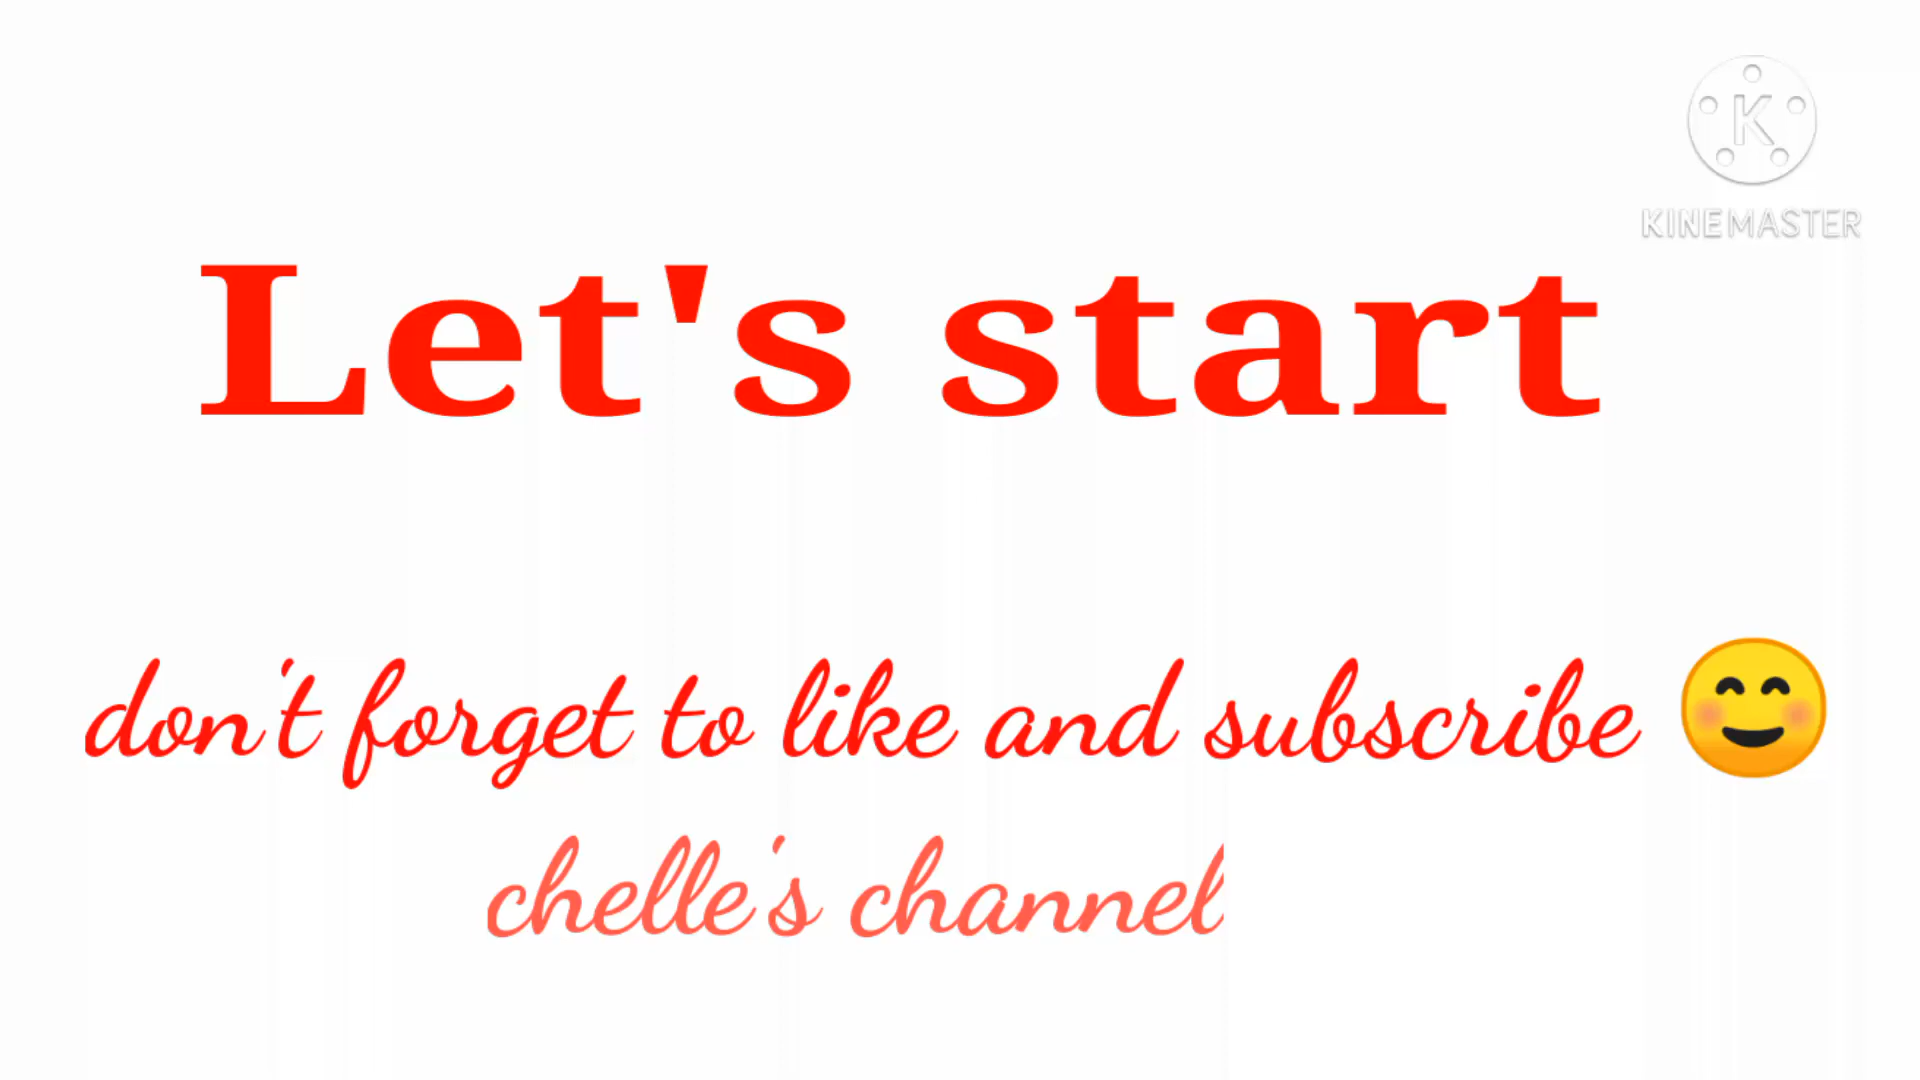 K
KINEMASTER
Let's start
don't forget to like and subscribe 😊
chelle's channel